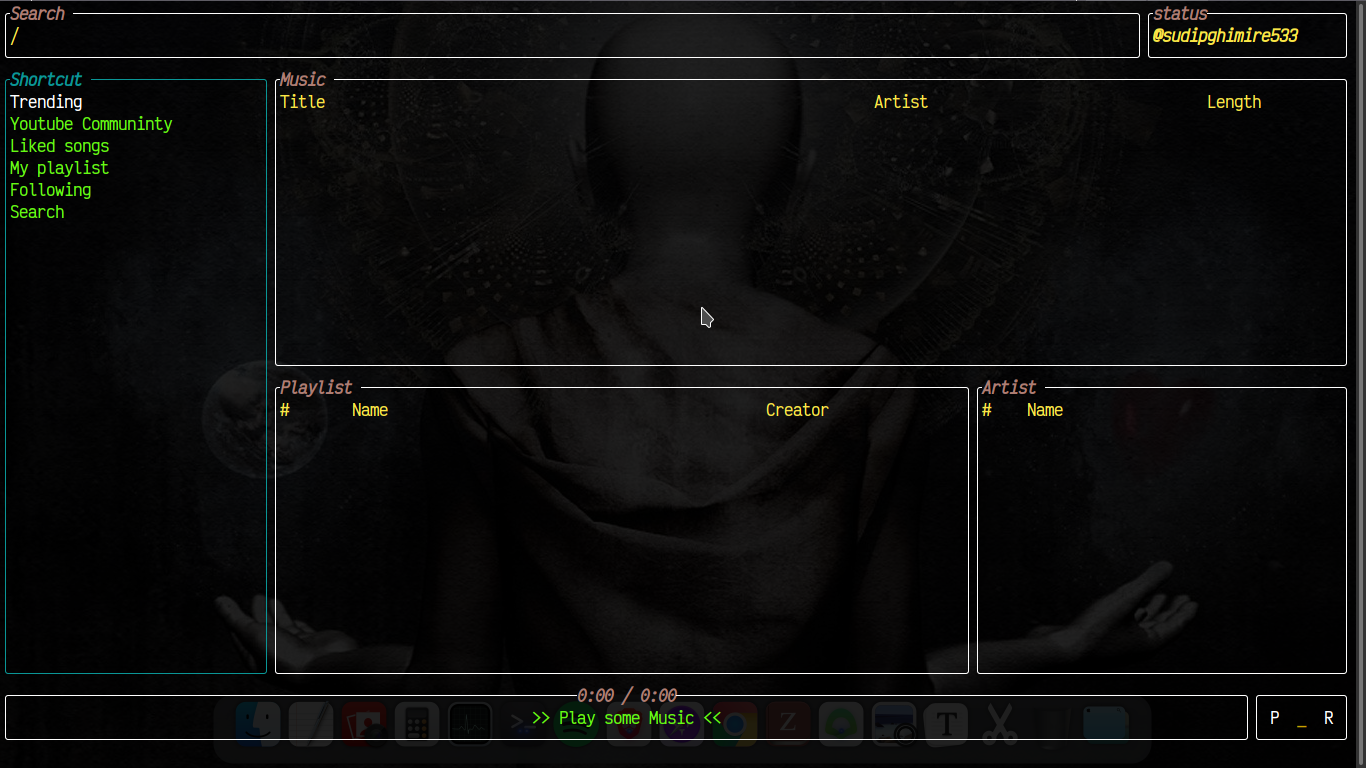 Search
/
status
@sudipghimire533
Shortcut
Trending
Youtube Communinty
Liked songs
My playlist
Following
Search
Music
Title Artist Length
Playlist
# Name Creator
Artist
# Name
0:00 / 0:00
>> Play some Music <<
P _ R
Z
T